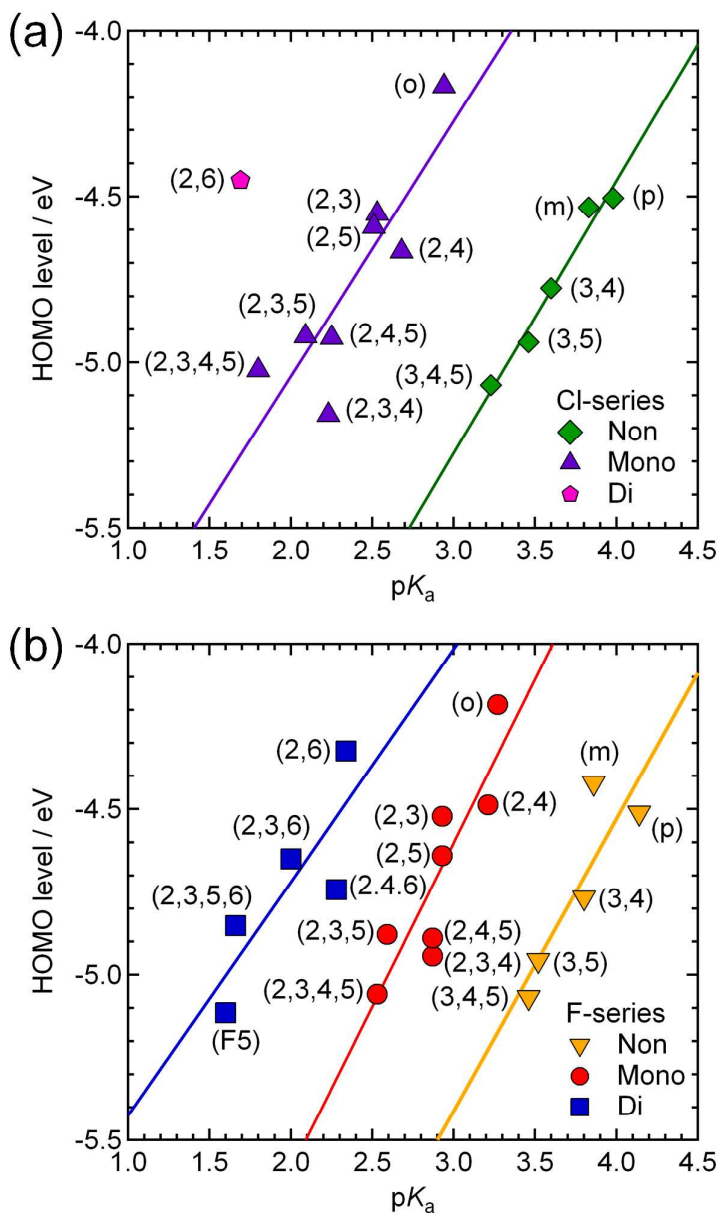 (a)
-4.0
(o)
(2,6)
-4.5
(2,3)
(m)
(p)
(2,5)
(2,4)
HOMO level / eV
(3,4)
(2,3,5)
(2,4,5)
(3,5)
-5.0
(2,3,4,5)
(3,4,5)
(2,3,4)
Cl-series
Non
Mono
Di
-5.5
1.0 1.5 2.0 2.5 3.0 3.5 4.0 4.5
pKa
(b)
-4.0
(o)
(2,6)
(m)
-4.5
(2,3)
(2,4)
(p)
(2,3,6)
(2,5)
HOMO level / eV
(2,3,5,6)
(2.4.6)
(3,4)
(2,3,5)
(2,4,5)
-5.0
(2,3,4)
(3,5)
(2,3,4,5)
(3,4,5)
(F5)
F-series
Non
Mono
Di
-5.5
1.0 1.5 2.0 2.5 3.0 3.5 4.0 4.5
pKa